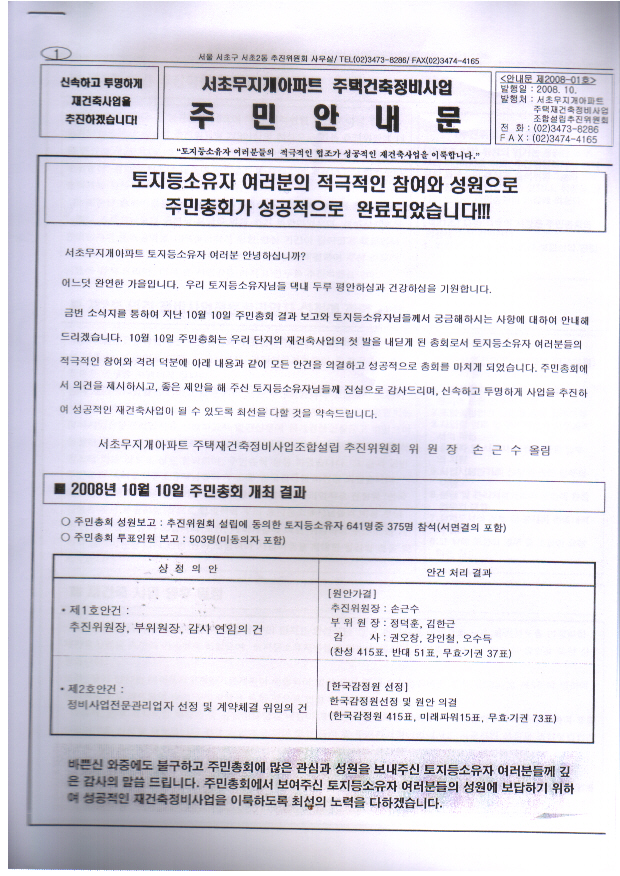 1
서울 서초구 서초2동 추진위원회 사무실/ TEL(02)3473-8286/ FAX(02)3474-4165
신속하고 투명하게
재건축사업을
추진하겠습니다!
서초무지개아파트 주택건축정비사업
주 민 안 내 문
<안내문 제2008-01호>
발행일 : 2008. 10.
발행처 : 서초무지개아파트
주택재건축정비사업
조합설립추진위원회
전 화 : (02)3473-8286
F A X : (02)3474-4165
"토지등소유자 여러분들의 적극적인 협조가 성공적인 재건축사업을 이룩합니다."
토지등소유자 여러분의 적극적인 참여와 성원으로
주민총회가 성공적으로 완료되었습니다!!!
서초무지개아파트 토지등소유자 여러분 안녕하십니까?
어느덧 완연한 가을입니다. 우리 토지등소유자님들 댁내 두루 평안하심과 건강하심을 기원합니다.
금번 소식지를 통하여 지난 10월 10일 주민총회 결과 보고와 토지등소유자님들께서 궁금해하시는 사항에 대하여 안내해
드리겠습니다. 10월 10일 주민총회는 우리 단지의 재건축사업의 첫 발을 내딛게 된 총회로서 토지등소유자 여러분들의
적극적인 참여와 격려 덕분에 아래 내용과 같이 모든 안건을 의결하고 성공적으로 총회를 마치게 되었습니다. 주민총회에
서 의견을 제시하시고, 좋은 제안을 해 주신 토지등소유자님들께 진심으로 감사드리며, 신속하고 투명하게 사업을 추진하
여 성공적인 재건축사업이 될 수 있도록 최선을 다할 것을 약속드립니다.
서초무지개아파트 주택재건축정비사업조합설립 추진위원회 위 원 장 손 근 수 올림
■ 2008년 10월 10일 주민총회 개최 결과
○ 주민총회 성원보고 : 추진위원회 설립에 동의한 토지등소유자 641명중 375명 참석(서면결의 포함)
○ 주민총회 투표인원 보고 : 503명(미동의자 포함)
상 정 의 안
안건 처리 결과
• 제1호안건 :
추진위원장, 부위원장, 감사 연임의 건
[원안가결]
추진위원장 : 손근수
부 위 원 장 : 정덕훈, 김한근
감 사 : 권오창, 강인철, 오수득
(찬성 415표, 반대 51표, 무효·기권 37표)
• 제2호안건 :
정비사업전문관리업자 선정 및 계약체결 위임의 건
[한국감정원 선정]
한국감정원선정 및 원안 의결
(한국감정원 415표, 미래파워15표, 무효·기권 73표)
바쁘신 와중에도 불구하고 주민총회에 많은 관심과 성원을 보내주신 토지등소유자 여러분들께 깊
은 감사의 말씀 드립니다. 주민총회에서 보여주신 토지등소유자 여러분들의 성원에 보답하기 위하
여 성공적인 재건축정비사업을 이룩하도록 최선의 노력을 다하겠습니다.